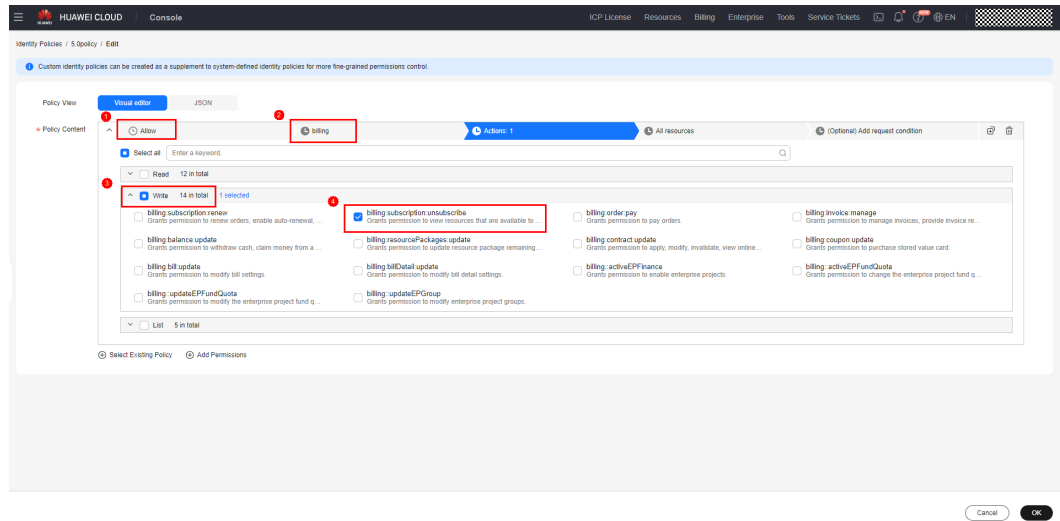 HUAWEI
HUAWEI CLOUD | Console ICP License Resources Billing Enterprise Tools Service Tickets NEW EN
Identity Policies / 5.0policy / Edit
Custom identity policies can be created as a supplement to system-defined identity policies for more fine-grained permissions control.
Policy View Visual editor JSON
1 2
* Policy Content Allow billing Actions: 1 All resources (Optional) Add request condition
Select all Enter a keyword.
Read 12 in total
3
Write 14 in total 1 selected
4
billing:subscription:renew billing:subscription:unsubscribe billing:order:pay billing:invoice:manage
Grants permission to renew orders, enable auto-renewal, ... Grants permission to view resources that are available to ... Grants permission to pay orders. Grants permission to manage invoices, provide invoice re...
billing:balance:update billing:resourcePackages:update billing:contract:update billing:coupon:update
Grants permission to withdraw cash, claim money from a ... Grants permission to update resource package remaining... Grants permission to apply, modify, invalidate, view online... Grants permission to purchase stored value card.
billing:bill:update billing:billDetail:update billing::activeEPFinance billing::activeEPFundQuota
Grants permission to modify bill settings. Grants permission to modify bill detail settings. Grants permission to enable enterprise projects. Grants permission to change the enterprise project fund q...
billing::updateEPFundQuota billing::updateEPGroup
Grants permission to modify the enterprise project fund q... Grants permission to modify enterprise project groups.
List 5 in total
Select Existing Policy Add Permissions
Cancel OK